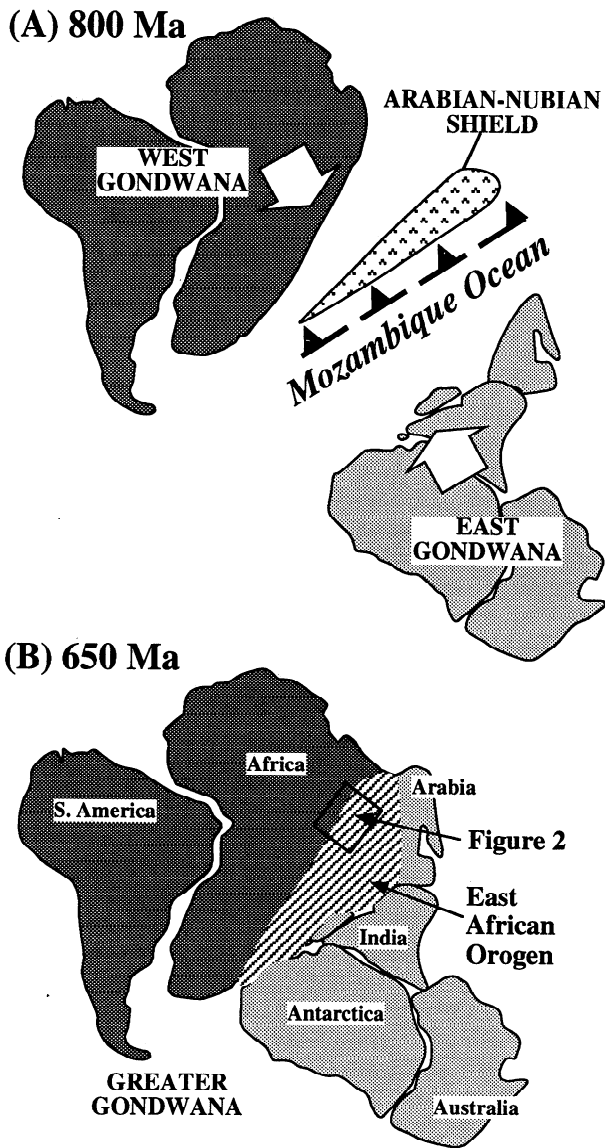 (A) 800 Ma
ARABIAN-NUBIAN
SHIELD
WEST
GONDWANA
Mozambique Ocean
EAST
GONDWANA
(B) 650 Ma
Africa
S. America
Arabia
Figure 2
East
African
Orogen
India
Antarctica
GREATER
GONDWANA
Australia